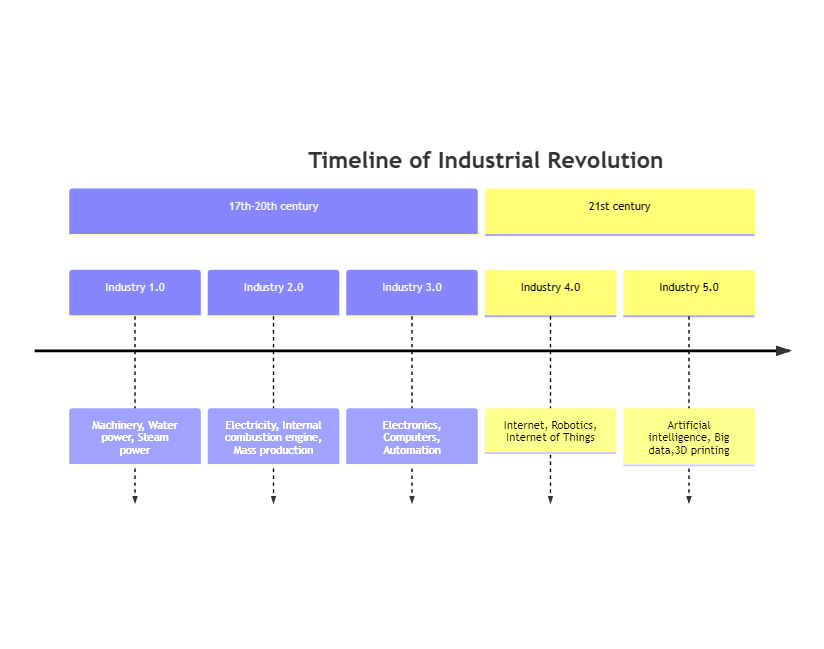 Timeline of Industrial Revolution
17th-20th century
21st century
Industry 1.0
Industry 2.0
Industry 3.0
Industry 4.0
Industry 5.0
Machinery, Water
power, Steam
power
Electricity, Internal
combustion engine,
Mass production
Electronics,
Computers,
Automation
Internet, Robotics,
Internet of Things
Artificial
intelligence, Big
data,3D printing